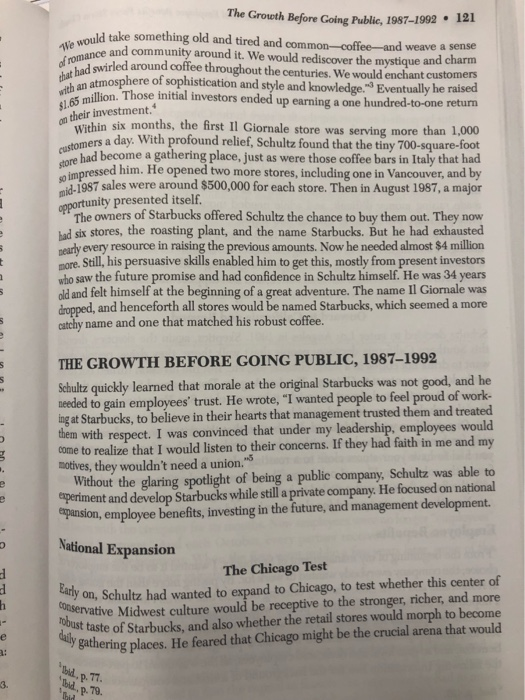 The Growth Before Going Public, 1987–1992 • 121
"We would take something old and tired and common—coffee—and weave a sense
of romance and community around it. We would rediscover the mystique and charm
that had swirled around coffee throughout the centuries. We would enchant customers
with an atmosphere of sophistication and style and knowledge."3 Eventually he raised
$1.65 million. Those initial investors ended up earning a one hundred-to-one return
on their investment.4
Within six months, the first Il Giornale store was serving more than 1,000
customers a day. With profound relief, Schultz found that the tiny 700-square-foot
store had become a gathering place, just as were those coffee bars in Italy that had
so impressed him. He opened two more stores, including one in Vancouver, and by
mid-1987 sales were around $500,000 for each store. Then in August 1987, a major
opportunity presented itself.
The owners of Starbucks offered Schultz the chance to buy them out. They now
had six stores, the roasting plant, and the name Starbucks. But he had exhausted
nearly every resource in raising the previous amounts. Now he needed almost $4 million
more. Still, his persuasive skills enabled him to get this, mostly from present investors
who saw the future promise and had confidence in Schultz himself. He was 34 years
old and felt himself at the beginning of a great adventure. The name Il Giornale was
dropped, and henceforth all stores would be named Starbucks, which seemed a more
catchy name and one that matched his robust coffee.
THE GROWTH BEFORE GOING PUBLIC, 1987–1992
Schultz quickly learned that morale at the original Starbucks was not good, and he
needed to gain employees' trust. He wrote, "I wanted people to feel proud of work-
ing at Starbucks, to believe in their hearts that management trusted them and treated
them with respect. I was convinced that under my leadership, employees would
come to realize that I would listen to their concerns. If they had faith in me and my
motives, they wouldn't need a union."5
Without the glaring spotlight of being a public company, Schultz was able to
experiment and develop Starbucks while still a private company. He focused on national
expansion, employee benefits, investing in the future, and management development.
National Expansion
The Chicago Test
Early on, Schultz had wanted to expand to Chicago, to test whether this center of
conservative Midwest culture would be receptive to the stronger, richer, and more
robust taste of Starbucks, and also whether the retail stores would morph to become
daily gathering places. He feared that Chicago might be the crucial arena that would
Ibid., p. 77.
Ibid., p. 79.
Ibid